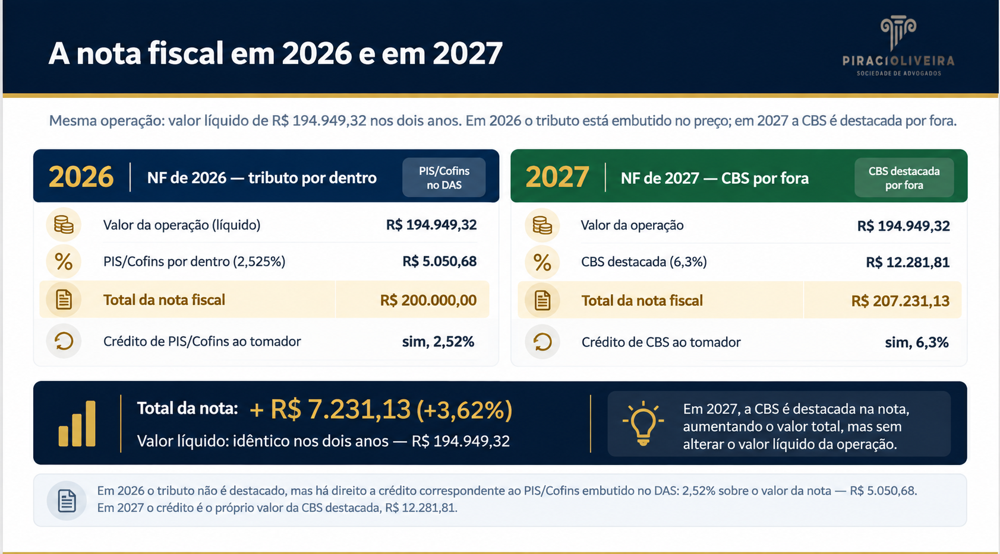 A nota fiscal em 2026 e em 2027
PIRACIOLIVEIRA
SOCIEDADE DE ADVOGADOS
Mesma operação: valor líquido de R$ 194.949,32 nos dois anos. Em 2026 o tributo está embutido no preço; em 2027 a CBS é destacada por fora.
2026
NF de 2026 — tributo por dentro
PIS/Cofins
no DAS
Valor da operação (líquido)
R$ 194.949,32
PIS/Cofins por dentro (2,525%)
R$ 5.050,68
Total da nota fiscal
R$ 200.000,00
Crédito de PIS/Cofins ao tomador
sim, 2,52%
2027
NF de 2027 — CBS por fora
CBS destacada
por fora
Valor da operação
R$ 194.949,32
CBS destacada (6,3%)
R$ 12.281,81
Total da nota fiscal
R$ 207.231,13
Crédito de CBS ao tomador
sim, 6,3%
Total da nota: + R$ 7.231,13 (+3,62%)
Valor líquido: idêntico nos dois anos — R$ 194.949,32
Em 2027, a CBS é destacada na nota,
aumentando o valor total, mas sem
alterar o valor líquido da operação.
Em 2026 o tributo não é destacado, mas há direito a crédito correspondente ao PIS/Cofins embutido no DAS: 2,52% sobre o valor da nota — R$ 5.050,68.
Em 2027 o crédito é o próprio valor da CBS destacada, R$ 12.281,81.